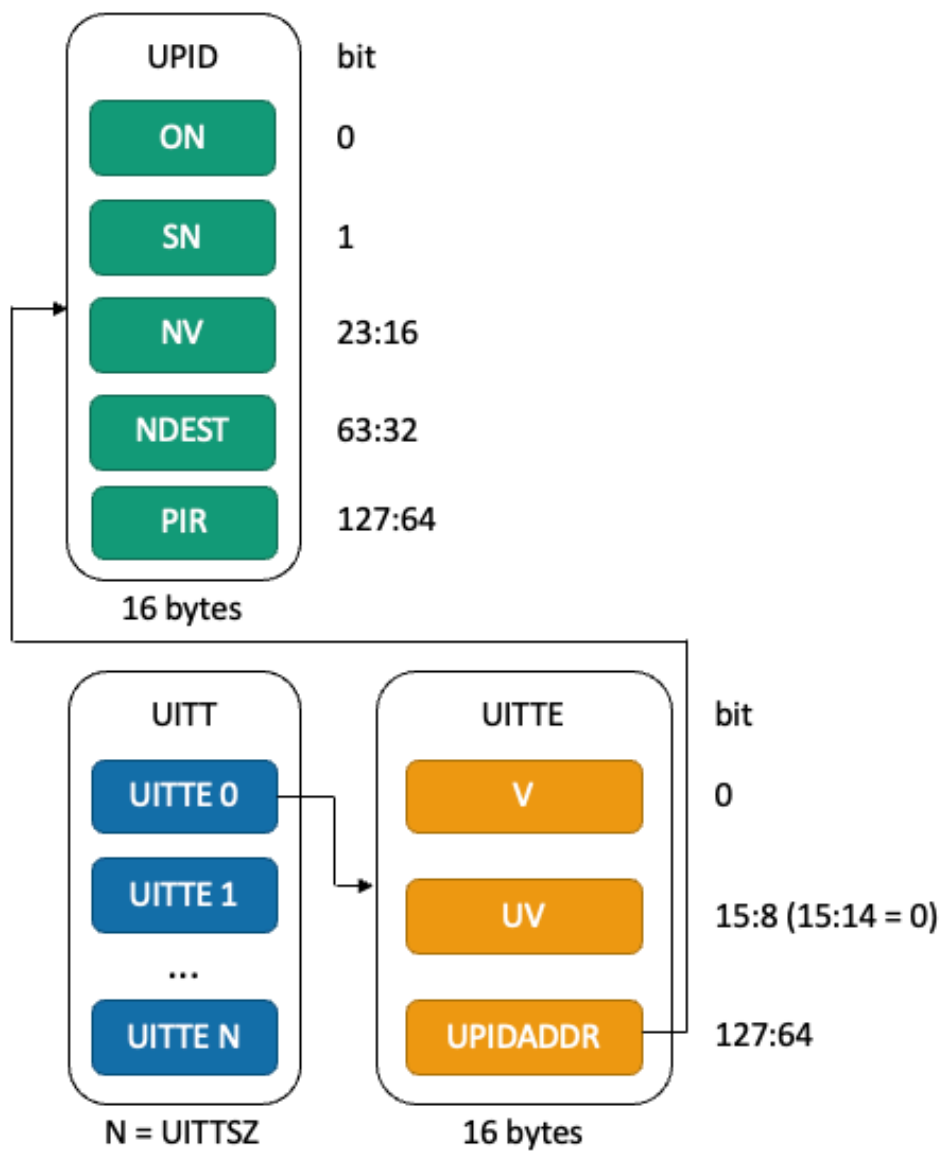 UPID bit
ON 0
SN 1
NV 23:16
NDEST 63:32
PIR 127:64
16 bytes
UITT UITTE bit
UITTE 0 V 0
UITTE 1 UV 15:8 (15:14 = 0)
...
UITTE N UPIDADDR 127:64
N = UITTSZ 16 bytes